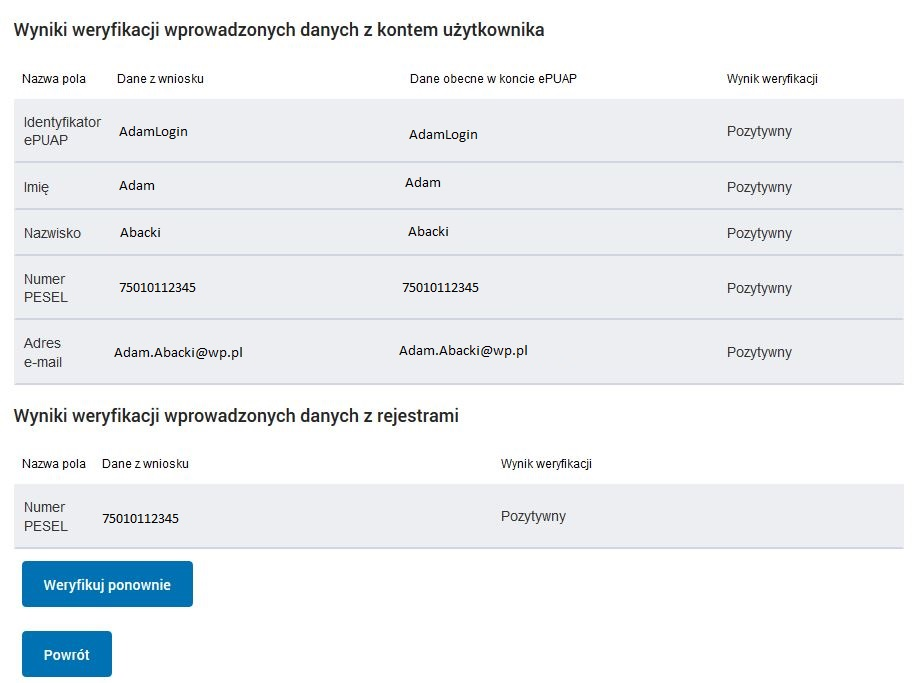 Wyniki weryfikacji wprowadzonych danych z kontem użytkownika
Nazwa pola Dane z wniosku Dane obecne w koncie ePUAP Wynik weryfikacji
Identyfikator
ePUAP AdamLogin AdamLogin Pozytywny
Imię Adam Adam Pozytywny
Nazwisko Abacki Abacki Pozytywny
Numer
PESEL 75010112345 75010112345 Pozytywny
Adres
e-mail Adam.Abacki@wp.pl Adam.Abacki@wp.pl Pozytywny
Wyniki weryfikacji wprowadzonych danych z rejestrami
Nazwa pola Dane z wniosku Wynik weryfikacji
Numer
PESEL 75010112345 Pozytywny
Weryfikuj ponownie
Powrót